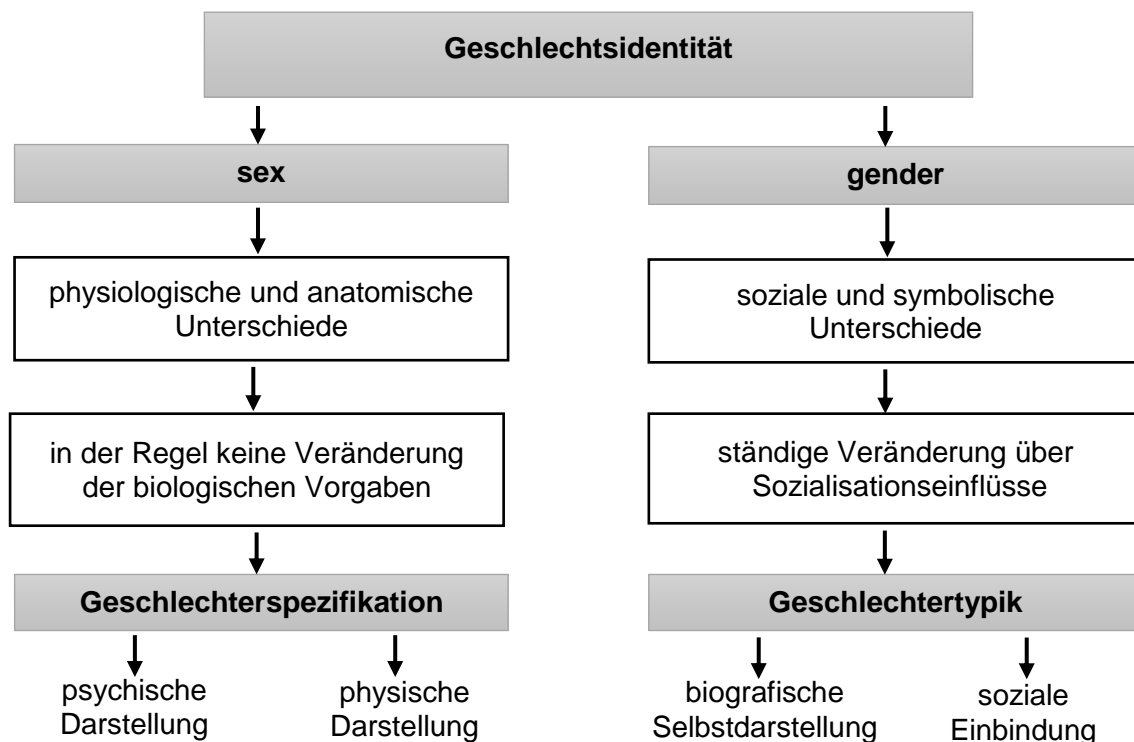 Geschlechtsidentität
sex
gender
physiologische und anatomische
Unterschiede
soziale und symbolische
Unterschiede
in der Regel keine Veränderung
der biologischen Vorgaben
ständige Veränderung über
Sozialisationseinflüsse
Geschlechterspezifikation
Geschlechtertypik
psychische
Darstellung
physische
Darstellung
biografische
Selbstdarstellung
soziale
Einbindung